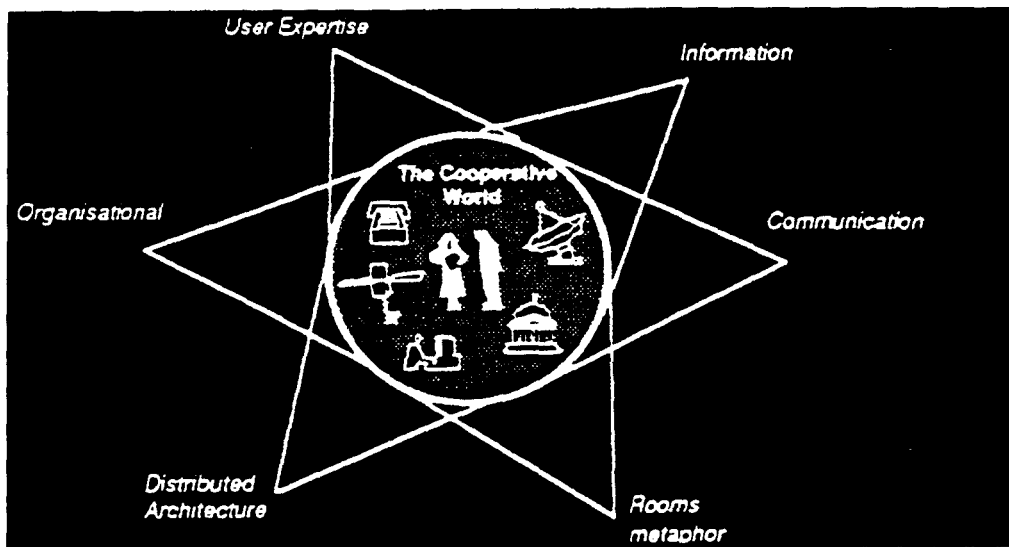 User Expertise
Information
The Cooperative
World
Organisational
Communication
Distributed
Architecture
Rooms
metaphor